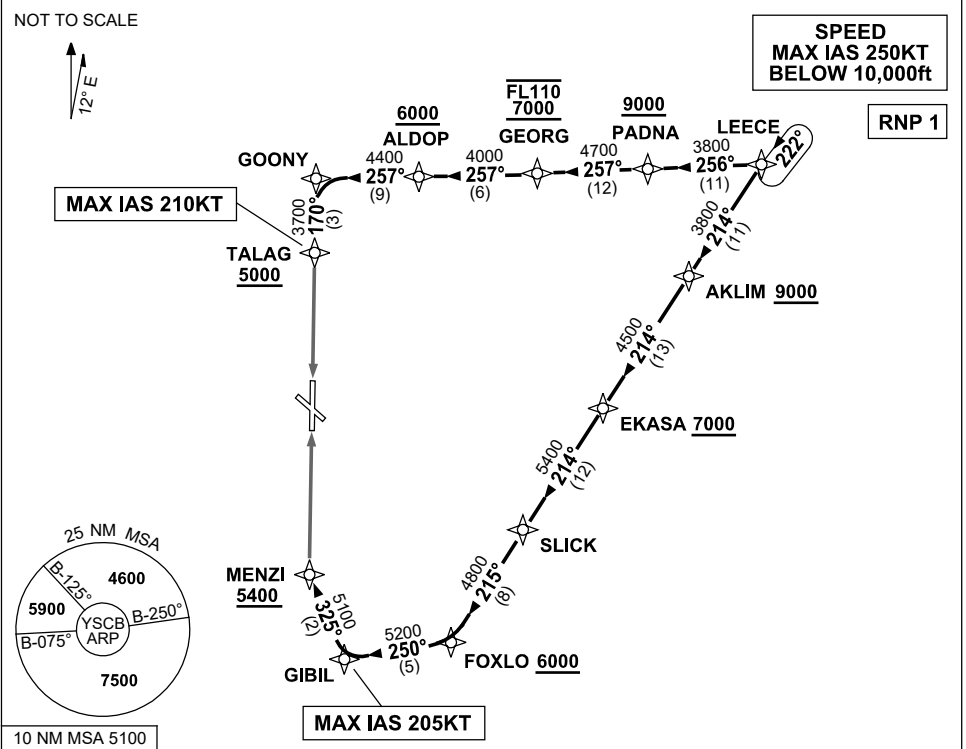 NOT TO SCALE
12° E
SPEED
MAX IAS 250KT
BELOW 10,000ft
RNP 1
FL110
7000
GEORG
6000
ALDOP
9000
PADNA
LEECE
222°
GOONY
4400
257°
(9)
4000
257°
(6)
4700
257°
(12)
3800
256°
(11)
MAX IAS 210KT
3700
170°
(3)
TALAG
5000
3800
214°
(11)
AKLIM 9000
4500
214°
(13)
EKASA 7000
5400
214°
(12)
SLICK
4800
215°
(8)
FOXLO 6000
5200
250°
(5)
GIBIL
5100
325°
(2)
MENZI
5400
MAX IAS 205KT
25 NM MSA
B-125°
4600
5900
B-250°
YSCB
ARP
B-075°
7500
10 NM MSA 5100